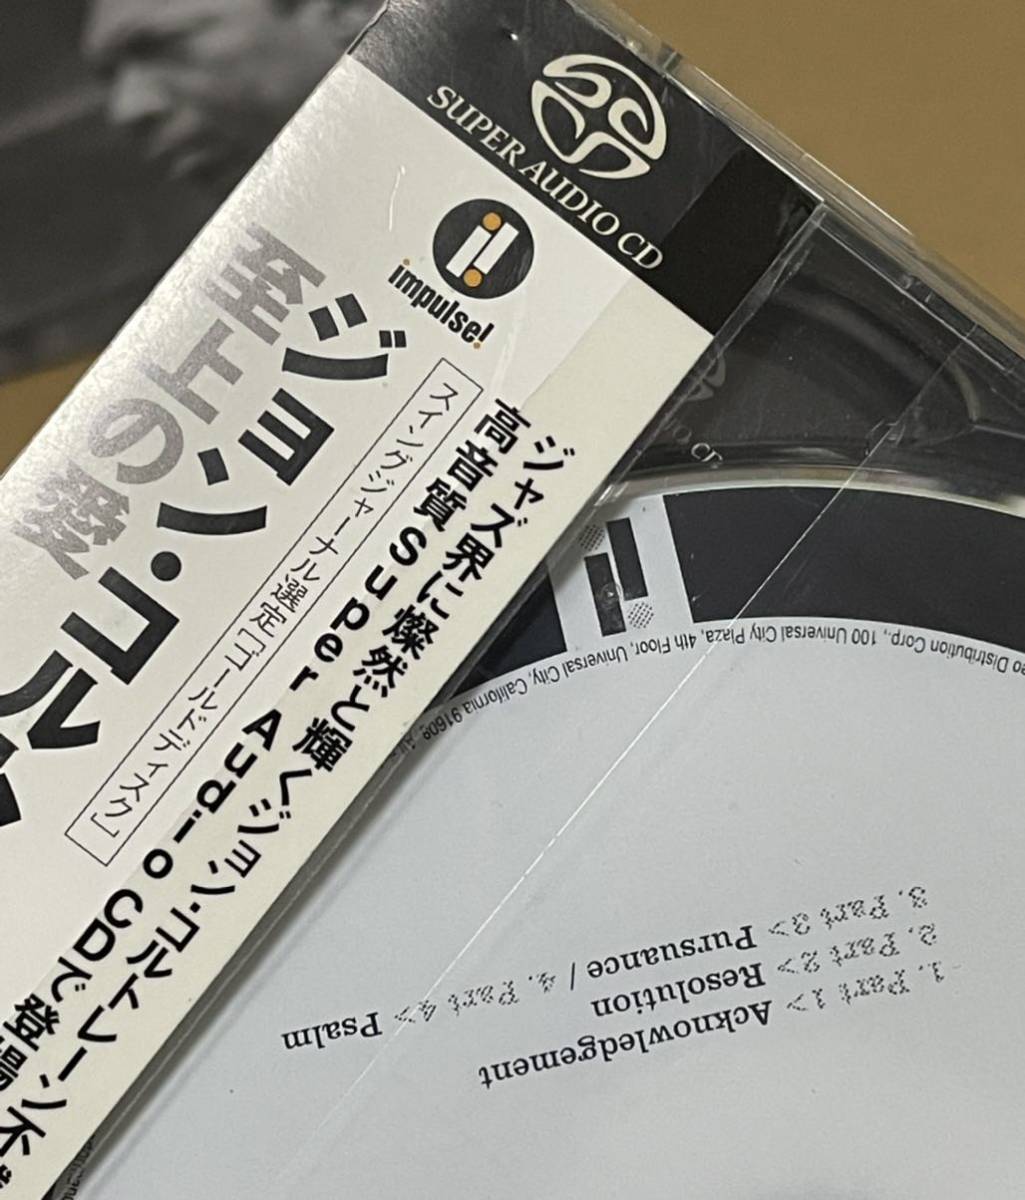 SUPER AUDIO CD
impulse!
ジョン・コルト
至上の愛
スイングジャーナル選定[ゴールドディスク]
ジャズ界に燦然と輝くジョン・コルトレーン不
高音質Super Audio CDで登場
CD
eo Distribution Corp., 100 Universal City Plaza, 4th Floor, Universal City, California 91608.
1. Part 1> Acknowledgement
2. Part 2> Resolution
3. Part 3> Pursuance / 4. Part 4> Psalm